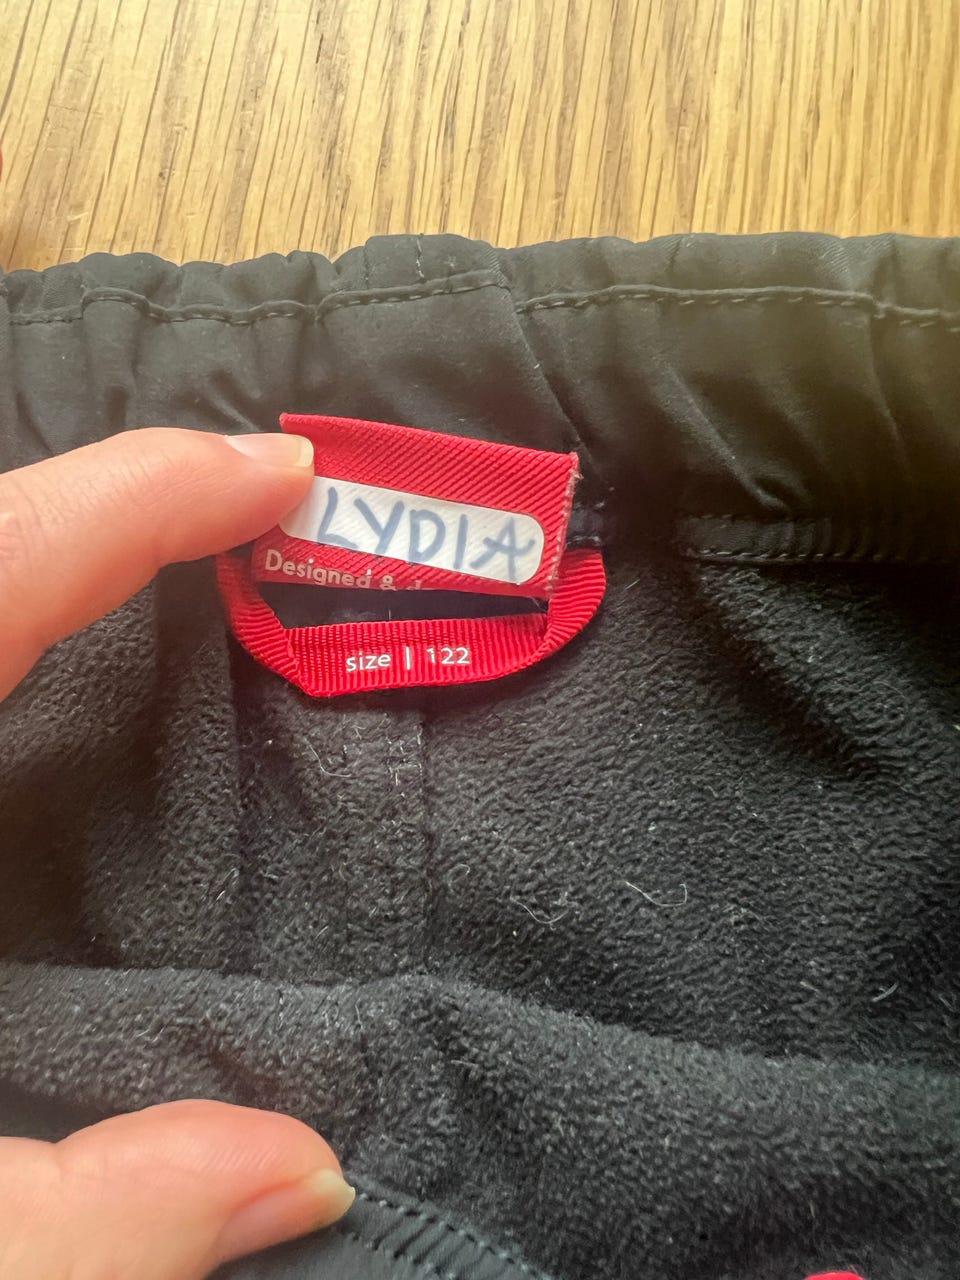 LYDIA
Designed &
size | 122